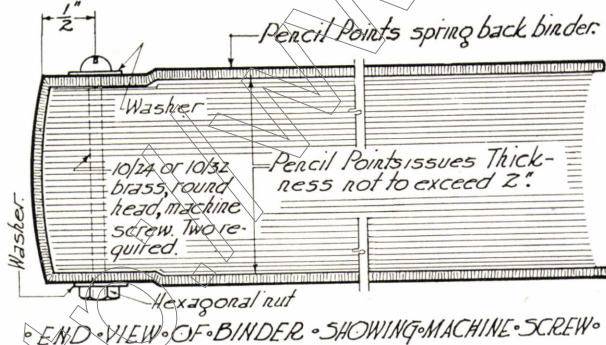 1"
2
Pencil Points spring back binder.
Washer
10/24 or 10/32
brass, round
head, machine
screw. Two re-
quired.
Pencil Points issues Thick-
ness not to exceed 2".
Washer.
Hexagonal nut
• END • VIEW • OF • BINDER • SHOWING • MACHINE • SCREW •